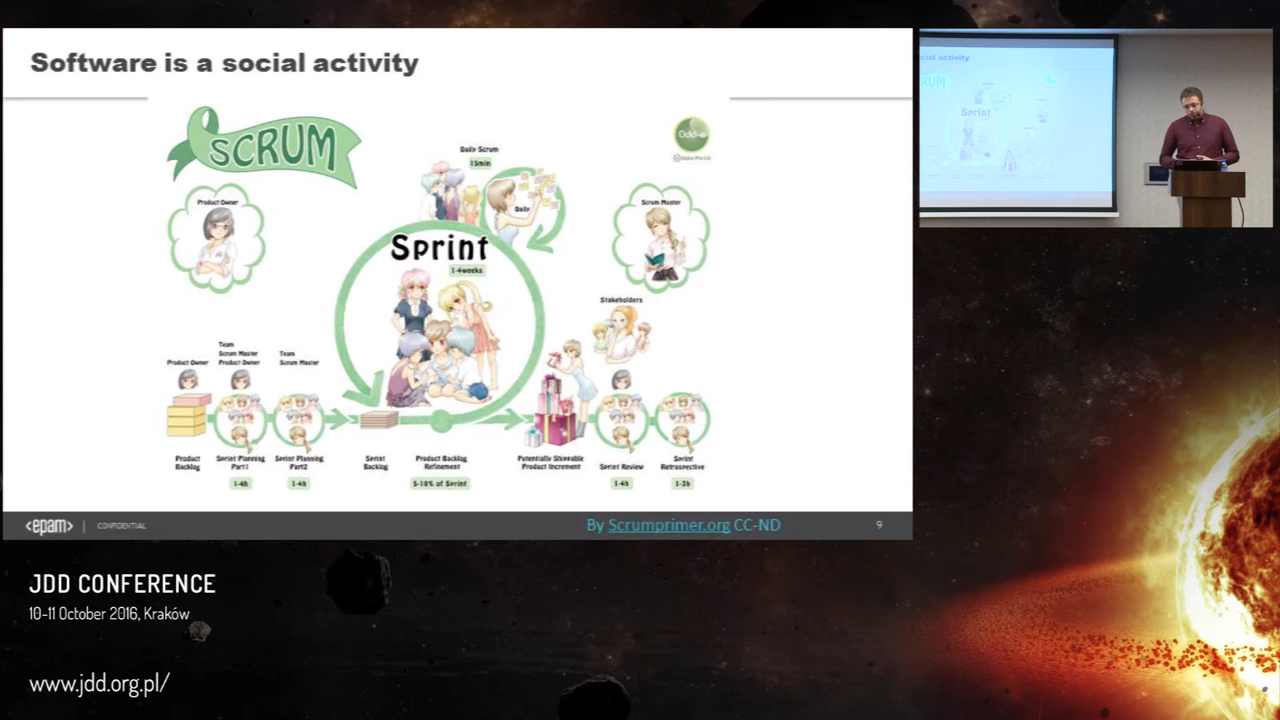 Software is a social activity
SCRUM
Daily Scrum
15min
Daily
Product Owner
Scrum Master
Sprint
1-4weeks
Stakeholders
Product Owner
Team
Scrum Master
Product Owner
Team
Scrum Master
Product
Backlog
Sprint Planning
Part1
1-4h
Sprint Planning
Part2
1-4h
Sprint
Backlog
Product Backlog
Refinement
5-10% of Sprint
Potentially Shippable
Product Increment
Sprint Review
1-4h
Sprint
Retrospective
1-3h
<epam> | CONFIDENTIAL
By Scrumprimer.org CC-ND
9
cial activity
RUM
Sprint
JDD CONFERENCE
10-11 October 2016, Kraków
www.jdd.org.pl/